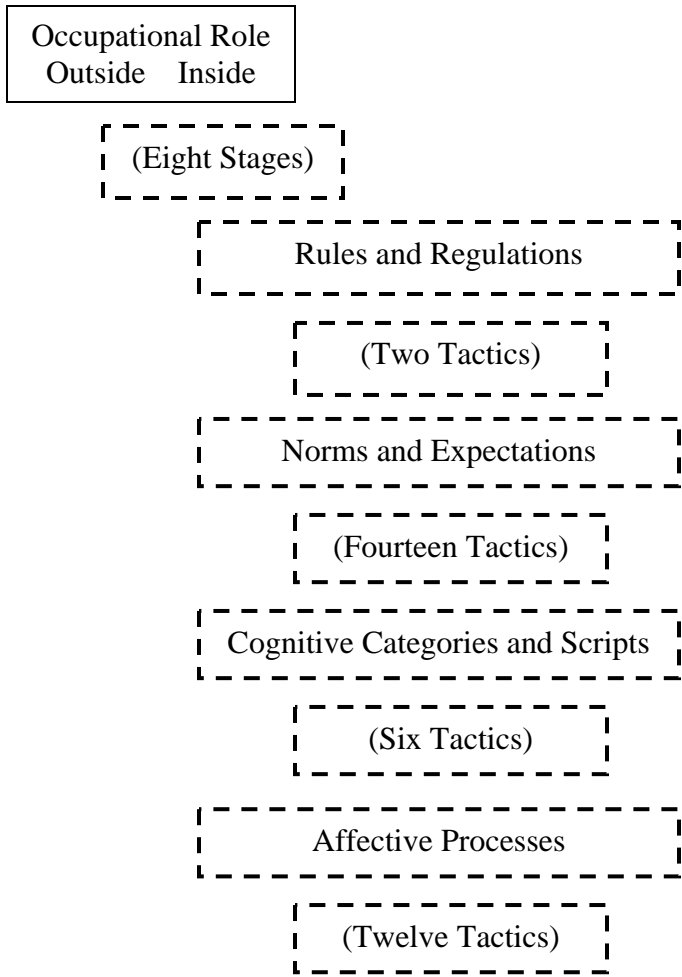 Occupational Role
Outside Inside
(Eight Stages)
Rules and Regulations
(Two Tactics)
Norms and Expectations
(Fourteen Tactics)
Cognitive Categories and Scripts
(Six Tactics)
Affective Processes
(Twelve Tactics)